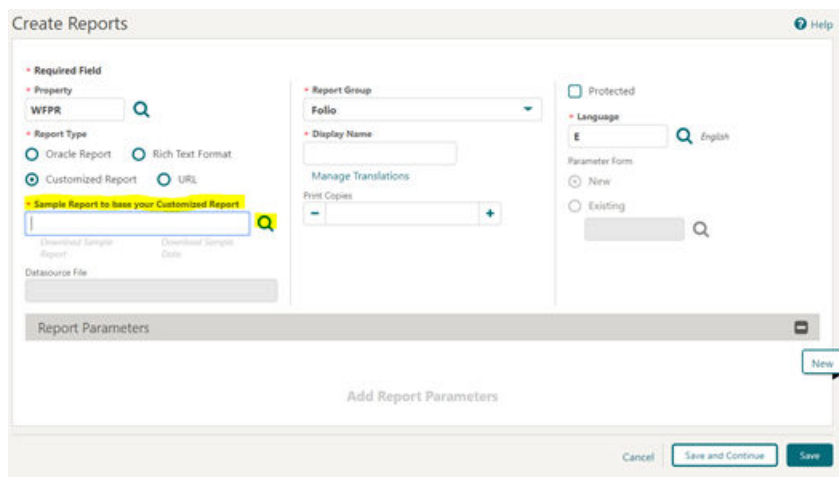 Create Reports
Help
* Required Field
* Property
WFPR
* Report Type
Oracle Report
Rich Text Format
Customized Report
URL
* Sample Report to base your Customized Report
Download Sample Report
Download Sample Data
Datasource File
* Report Group
Folio
* Display Name
Manage Translations
Print Copies
Protected
* Language
E
English
Parameter Form
New
Existing
Report Parameters
New
Add Report Parameters
Cancel
Save and Continue
Save